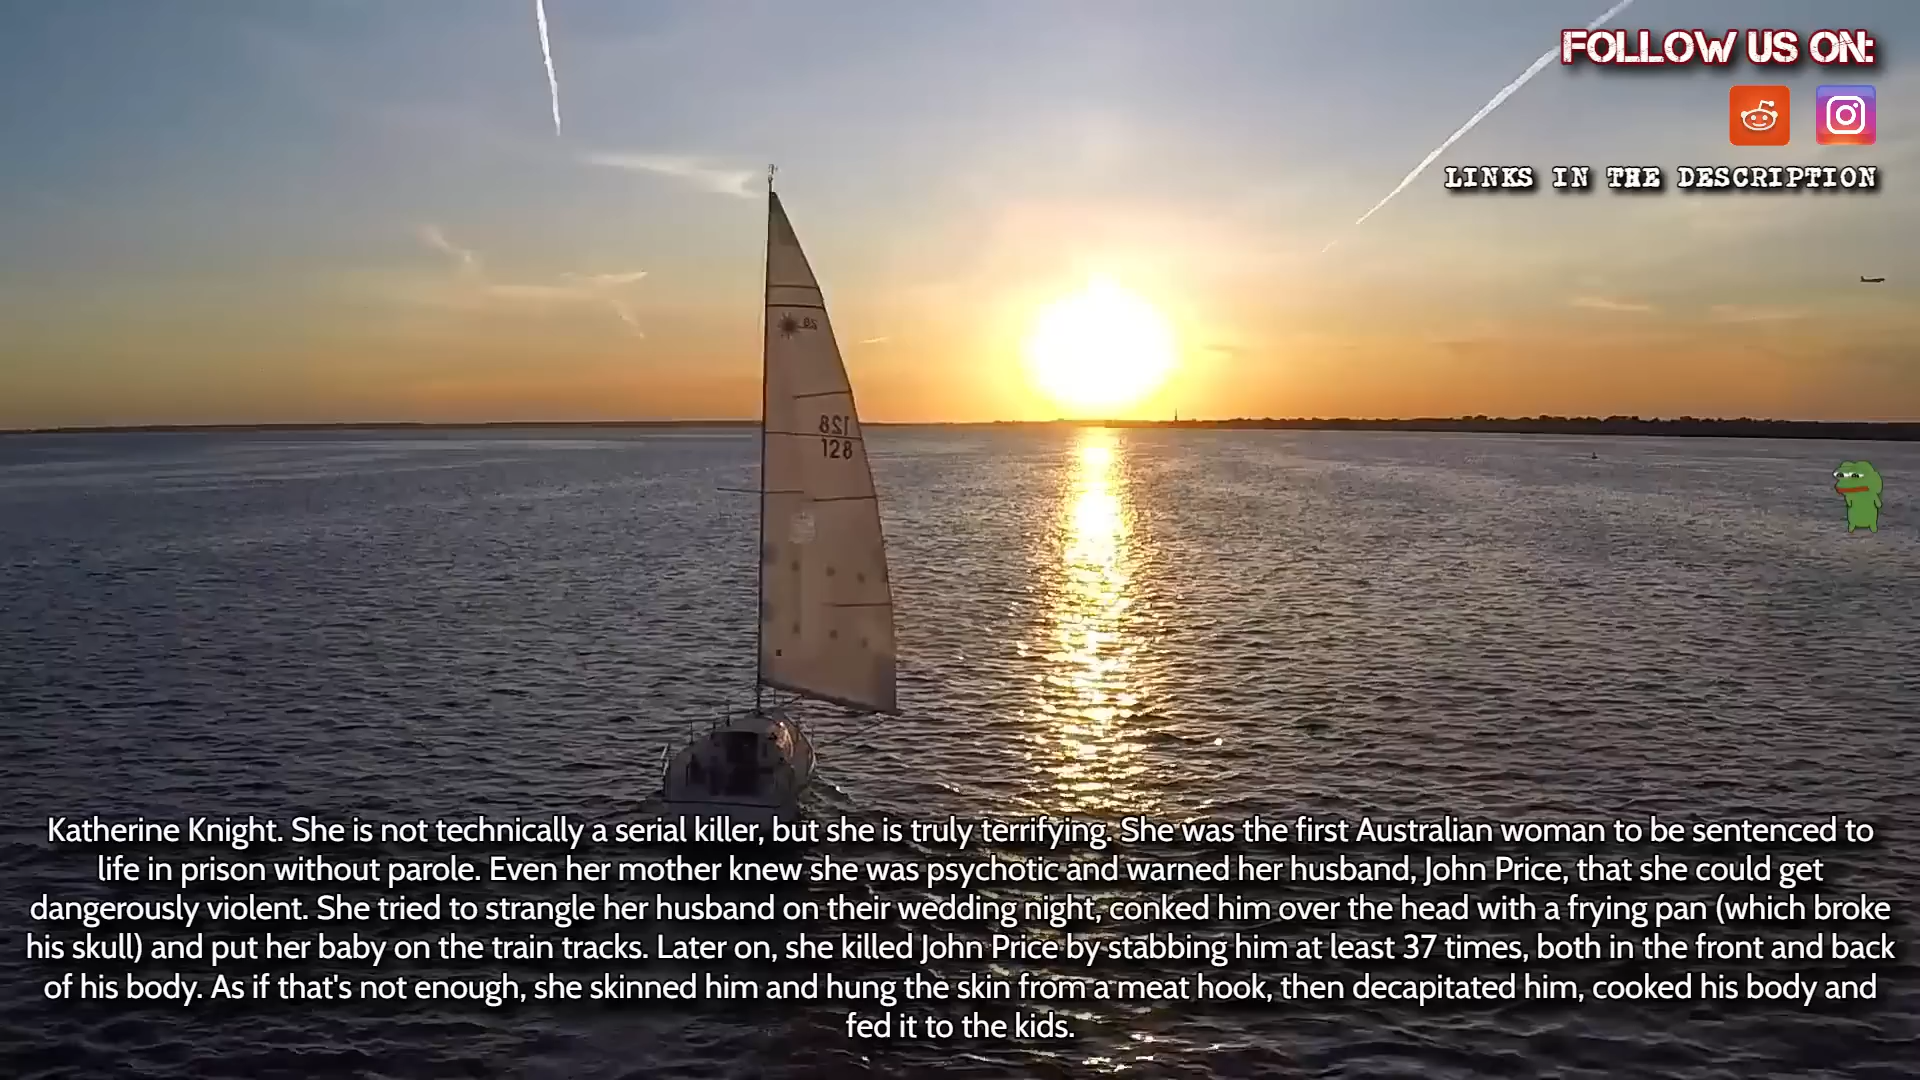 FOLLOW US ON:
LINKS IN THE DESCRIPTION
128
128
Katherine Knight. She is not technically a serial killer, but she is truly terrifying. She was the first Australian woman to be sentenced to
life in prison without parole. Even her mother knew she was psychotic and warned her husband, John Price, that she could get
dangerously violent. She tried to strangle her husband on their wedding night, conked him over the head with a frying pan (which broke
his skull) and put her baby on the train tracks. Later on, she killed John Price by stabbing him at least 37 times, both in the front and back
of his body. As if that's not enough, she skinned him and hung the skin from a meat hook, then decapitated him, cooked his body and
fed it to the kids.